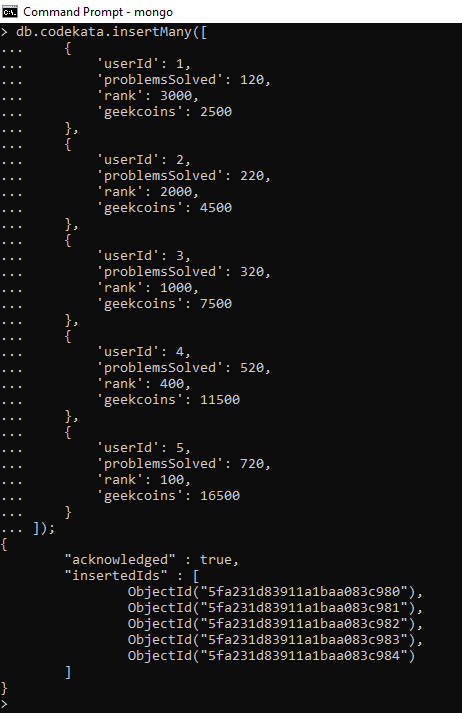 Command Prompt - mongo
> db.codekata.insertMany([
...     {
...         'userId': 1,
...         'problemsSolved': 120,
...         'rank': 3000,
...         'geekcoins': 2500
...     },
...     {
...         'userId': 2,
...         'problemsSolved': 220,
...         'rank': 2000,
...         'geekcoins': 4500
...     },
...     {
...         'userId': 3,
...         'problemsSolved': 320,
...         'rank': 1000,
...         'geekcoins': 7500
...     },
...     {
...         'userId': 4,
...         'problemsSolved': 520,
...         'rank': 400,
...         'geekcoins': 11500
...     },
...     {
...         'userId': 5,
...         'problemsSolved': 720,
...         'rank': 100,
...         'geekcoins': 16500
...     }
... ]);
{
        "acknowledged" : true,
        "insertedIds" : [
                ObjectId("5fa231d83911a1baa083c980"),
                ObjectId("5fa231d83911a1baa083c981"),
                ObjectId("5fa231d83911a1baa083c982"),
                ObjectId("5fa231d83911a1baa083c983"),
                ObjectId("5fa231d83911a1baa083c984")
        ]
}
>